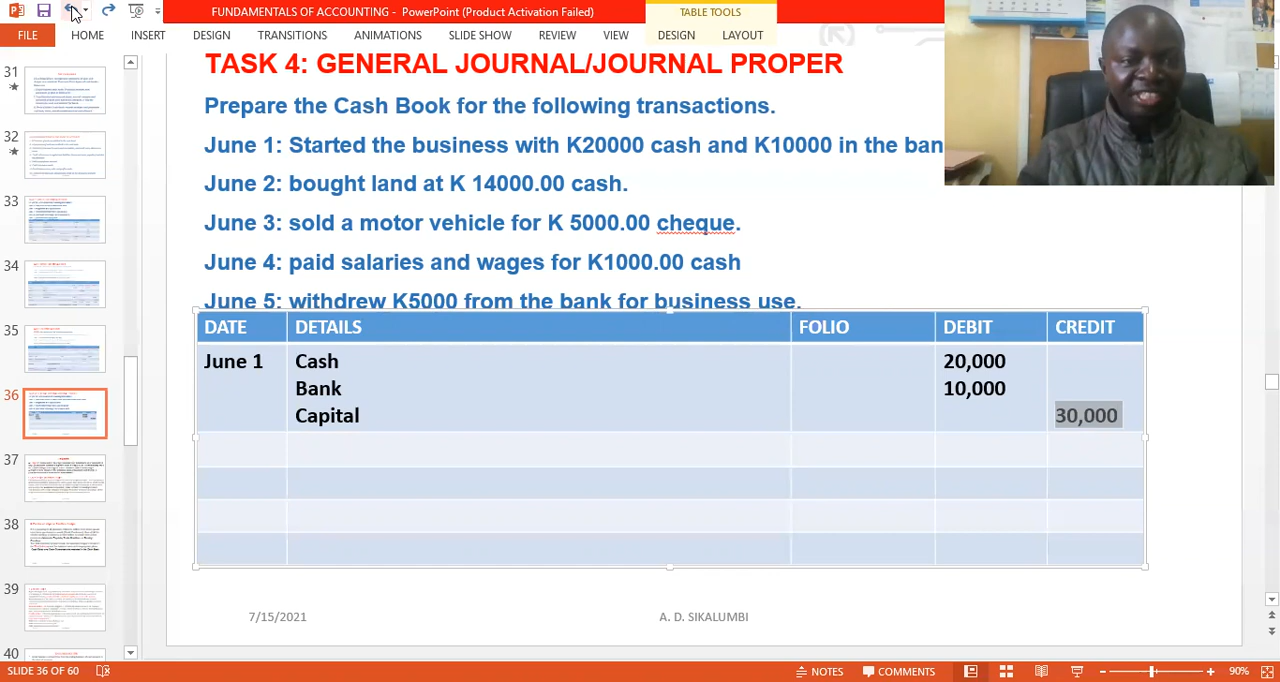 FUNDAMENTALS OF ACCOUNTING - PowerPoint (Product Activation Failed)
TABLE TOOLS
FILE HOME INSERT DESIGN TRANSITIONS ANIMATIONS SLIDE SHOW REVIEW VIEW DESIGN LAYOUT
31
32
33
34
35
36
37
38
39
40
TASK 4: GENERAL JOURNAL/JOURNAL PROPER
Prepare the Cash Book for the following transactions.
June 1: Started the business with K20000 cash and K10000 in the ban
June 2: bought land at K 14000.00 cash.
June 3: sold a motor vehicle for K 5000.00 cheque.
June 4: paid salaries and wages for K1000.00 cash
June 5: withdrew K5000 from the bank for business use.
DATE DETAILS FOLIO DEBIT CREDIT
June 1 Cash 20,000
Bank 10,000
Capital 30,000
7/15/2021 A. D. SIKALUMBI
SLIDE 36 OF 60 NOTES COMMENTS 90%